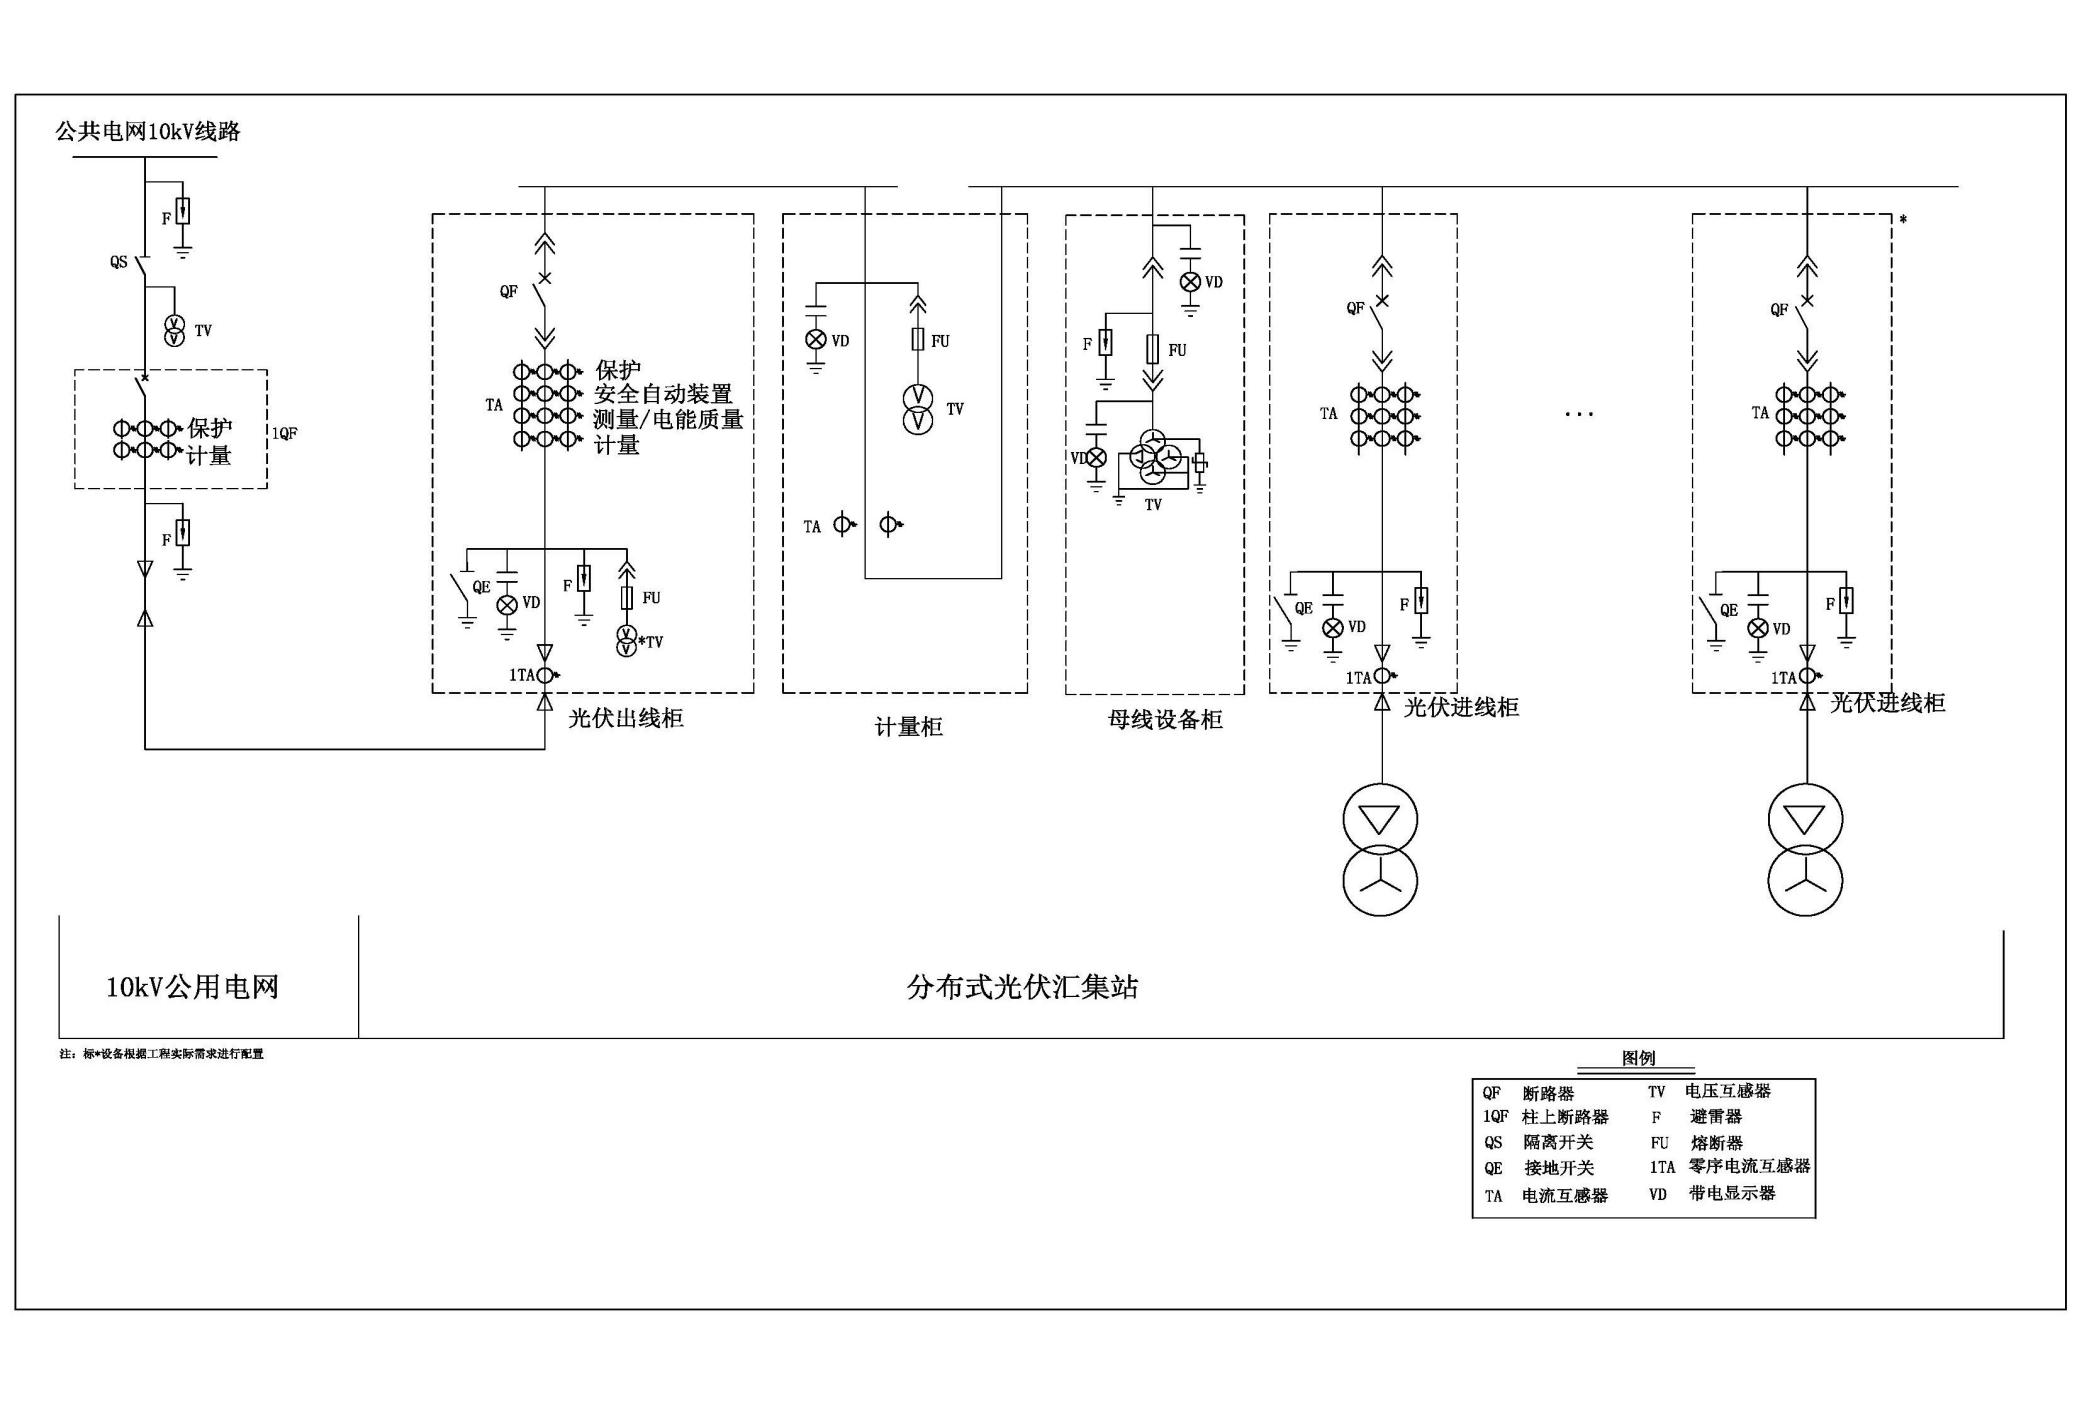 公共电网10kV线路
F
QS
TV
保护
计量
1QF
F
QF
TA
保护
安全自动装置
测量/电能质量
计量
QE
VD
F
FU
*TV
1TA
光伏出线柜
VD
FU
TV
TA
计量柜
VD
F
FU
VD
TV
母线设备柜
QF
TA
QE
VD
F
1TA
光伏进线柜
...
*
QF
TA
QE
VD
F
1TA
光伏进线柜
10kV公用电网
分布式光伏汇集站
注：标*设备根据工程实际需求进行配置
图例
QF 断路器 TV 电压互感器
1QF 柱上断路器 F 避雷器
QS 隔离开关 FU 熔断器
QE 接地开关 1TA 零序电流互感器
TA 电流互感器 VD 带电显示器